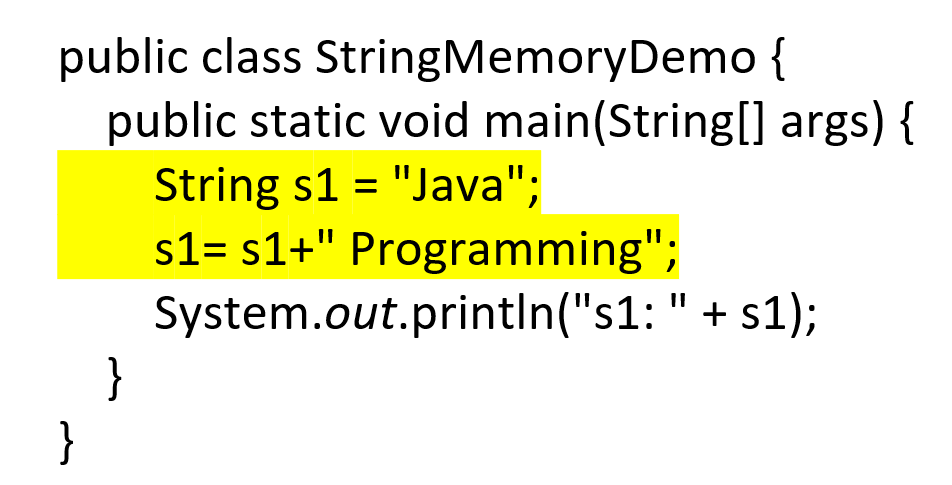 public class StringMemoryDemo {
public static void main(String[] args) {
String s1 = "Java";
s1= s1+" Programming";
System.out.println("s1: " + s1);
}
}